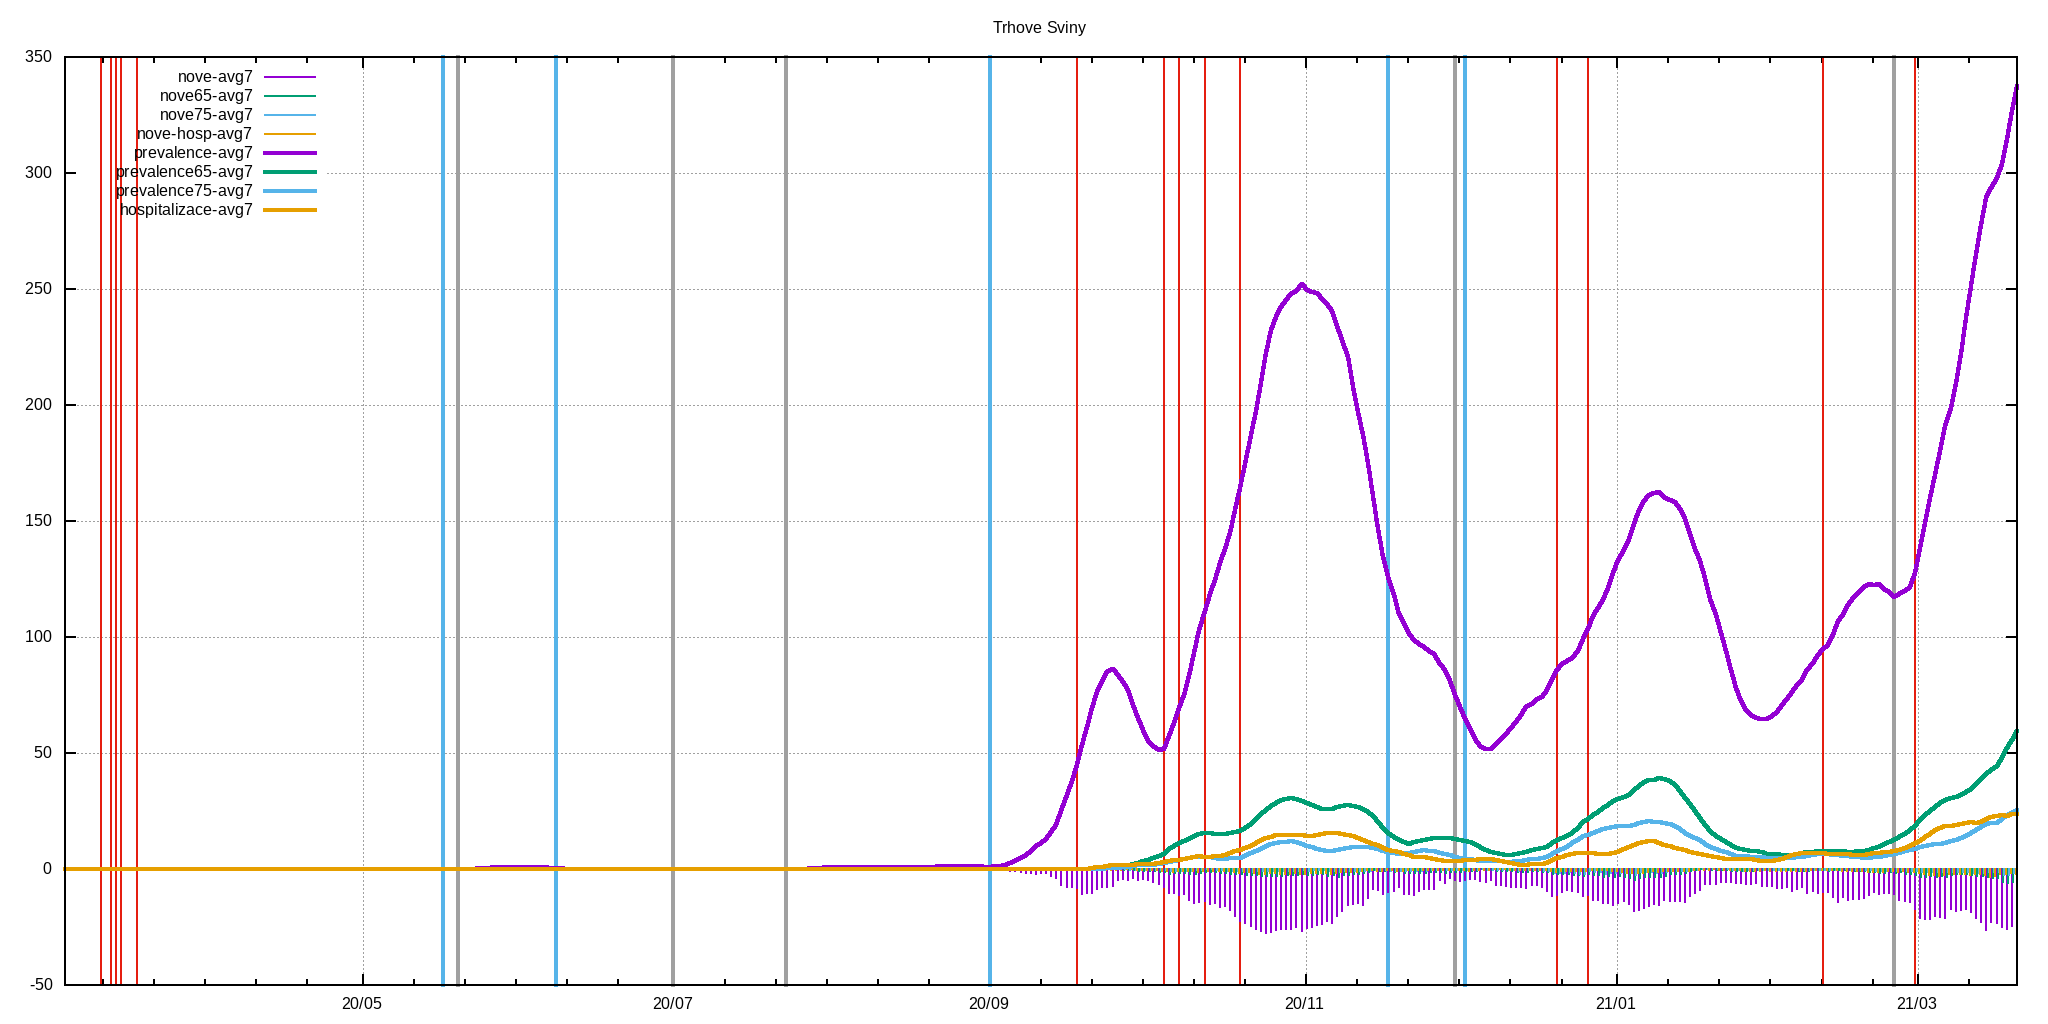 Trhove Sviny
350
300
250
200
150
100
50
0
-50
nove-avg7
nove65-avg7
nove75-avg7
nove-hosp-avg7
prevalence-avg7
prevalence65-avg7
prevalence75-avg7
hospitalizace-avg7
20/05 20/07 20/09 20/11 21/01 21/03